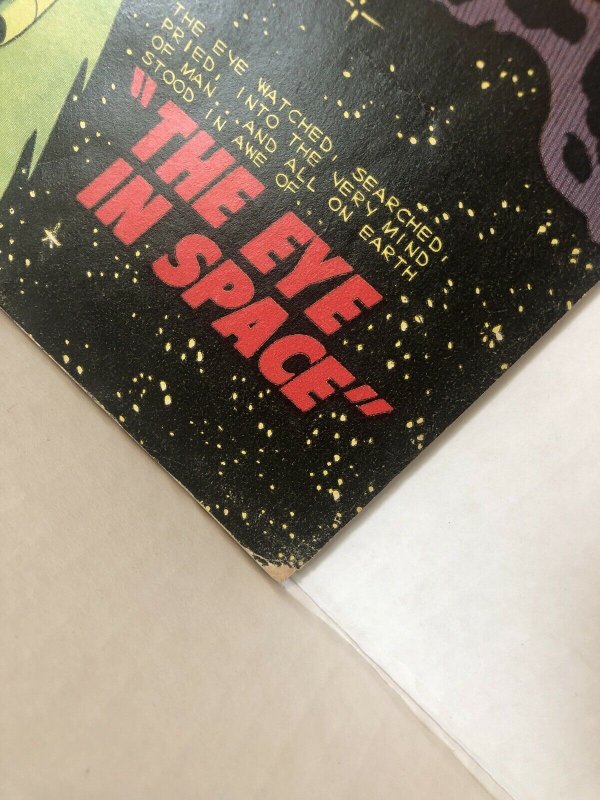 THE EYE WATCHED, SEARCHED,
PRIED, INTO THE VERY MIND
OF MAN...AND ALL ON EARTH
STOOD IN AWE OF...
"THE EYE
IN SPACE"